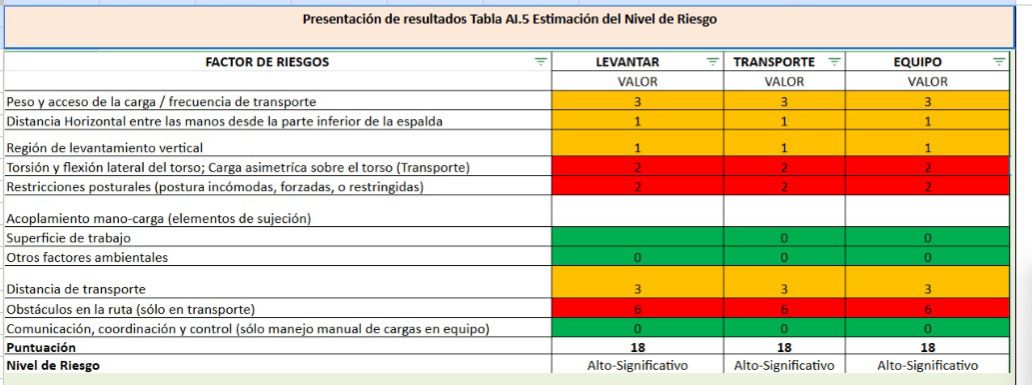 Presentación de resultados Tabla AI.5 Estimación del Nivel de Riesgo
FACTOR DE RIESGOS LEVANTAR TRANSPORTE EQUIPO
VALOR VALOR VALOR
Peso y acceso de la carga / frecuencia de transporte 3 3 3
Distancia Horizontal entre las manos desde la parte inferior de la espalda 1 1 1
Región de levantamiento vertical 1 1 1
Torsión y flexión lateral del torso; Carga asimetríca sobre el torso (Transporte) 2 2 2
Restricciones posturales (postura incómodas, forzadas, o restringidas) 2 2 2
Acoplamiento mano-carga (elementos de sujeción)
Superficie de trabajo 0 0
Otros factores ambientales 0 0 0
Distancia de transporte 3 3 3
Obstáculos en la ruta (sólo en transporte) 6 6 6
Comunicación, coordinación y control (sólo manejo manual de cargas en equipo) 0 0 0
Puntuación 18 18 18
Nivel de Riesgo Alto-Significativo Alto-Significativo Alto-Significativo